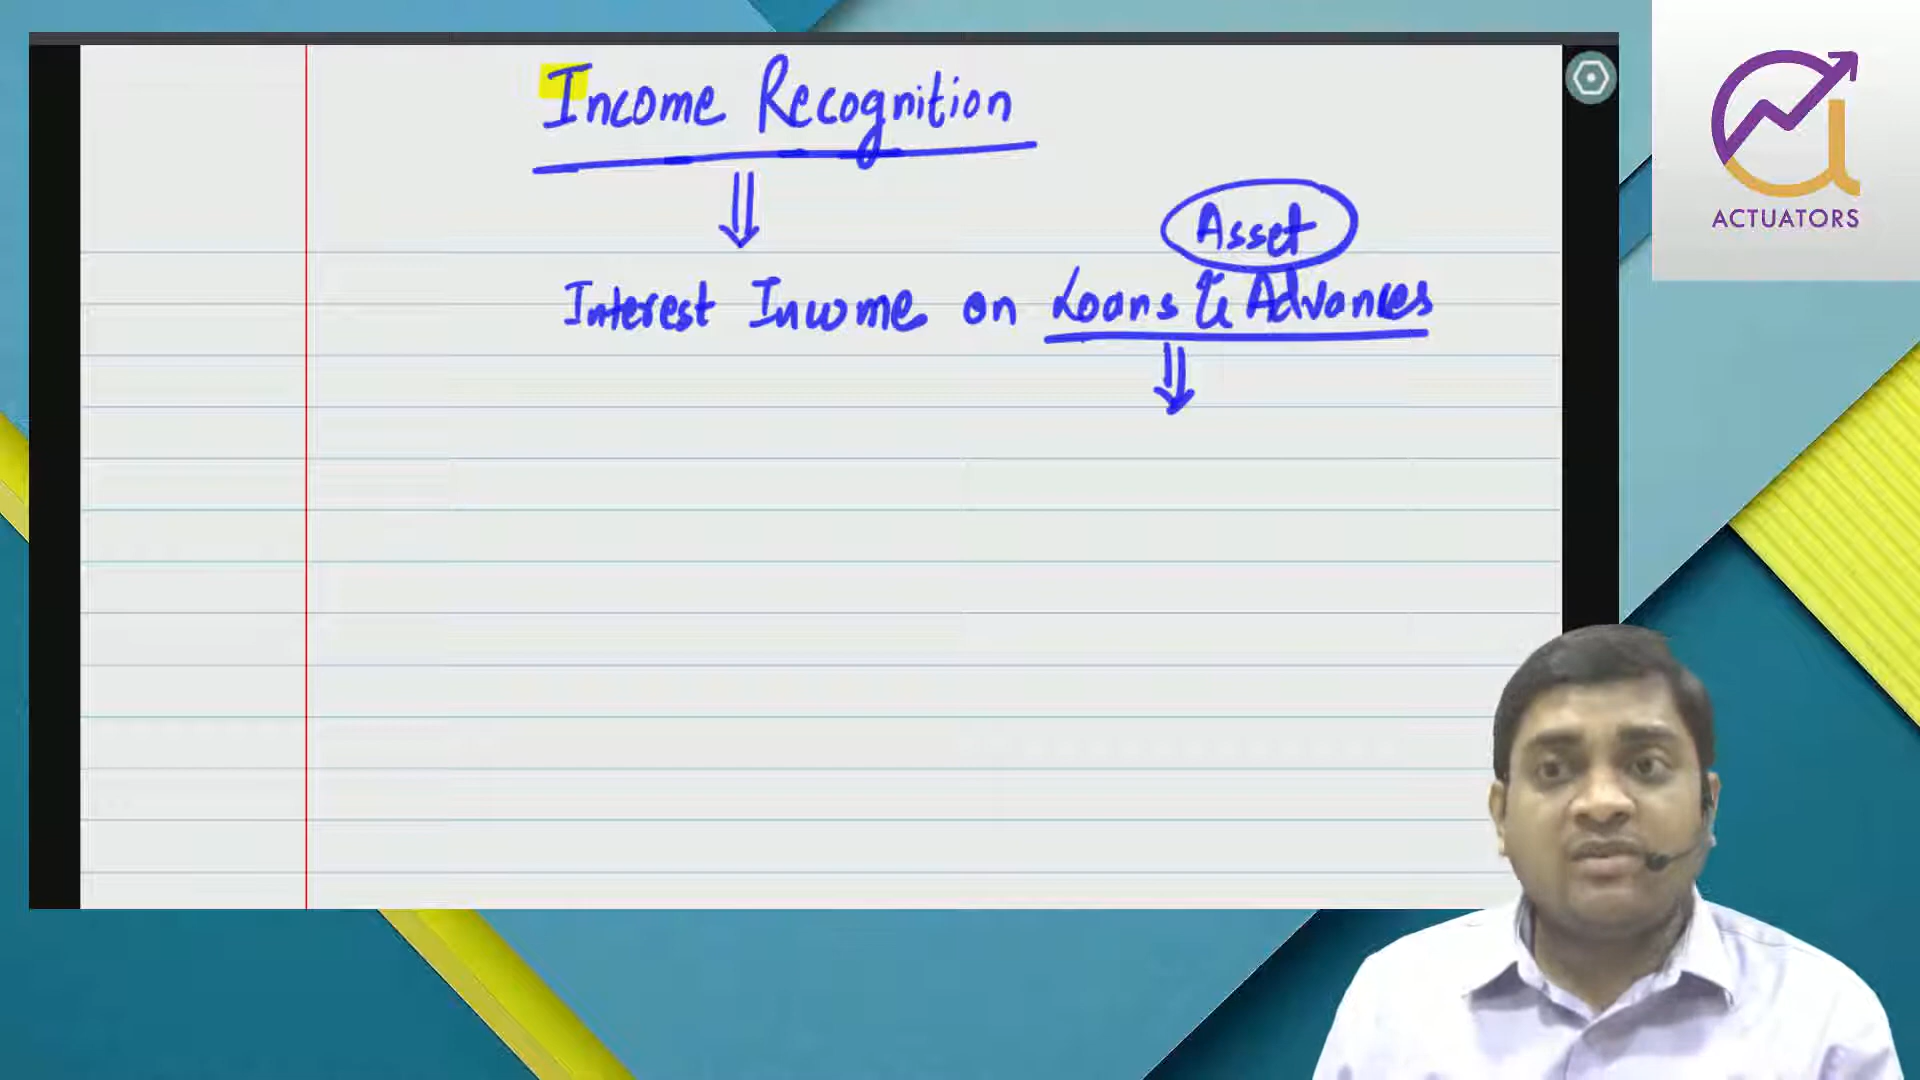 Income Recognition
Asset
Interest Income on Loans & Advances
ACTUATORS